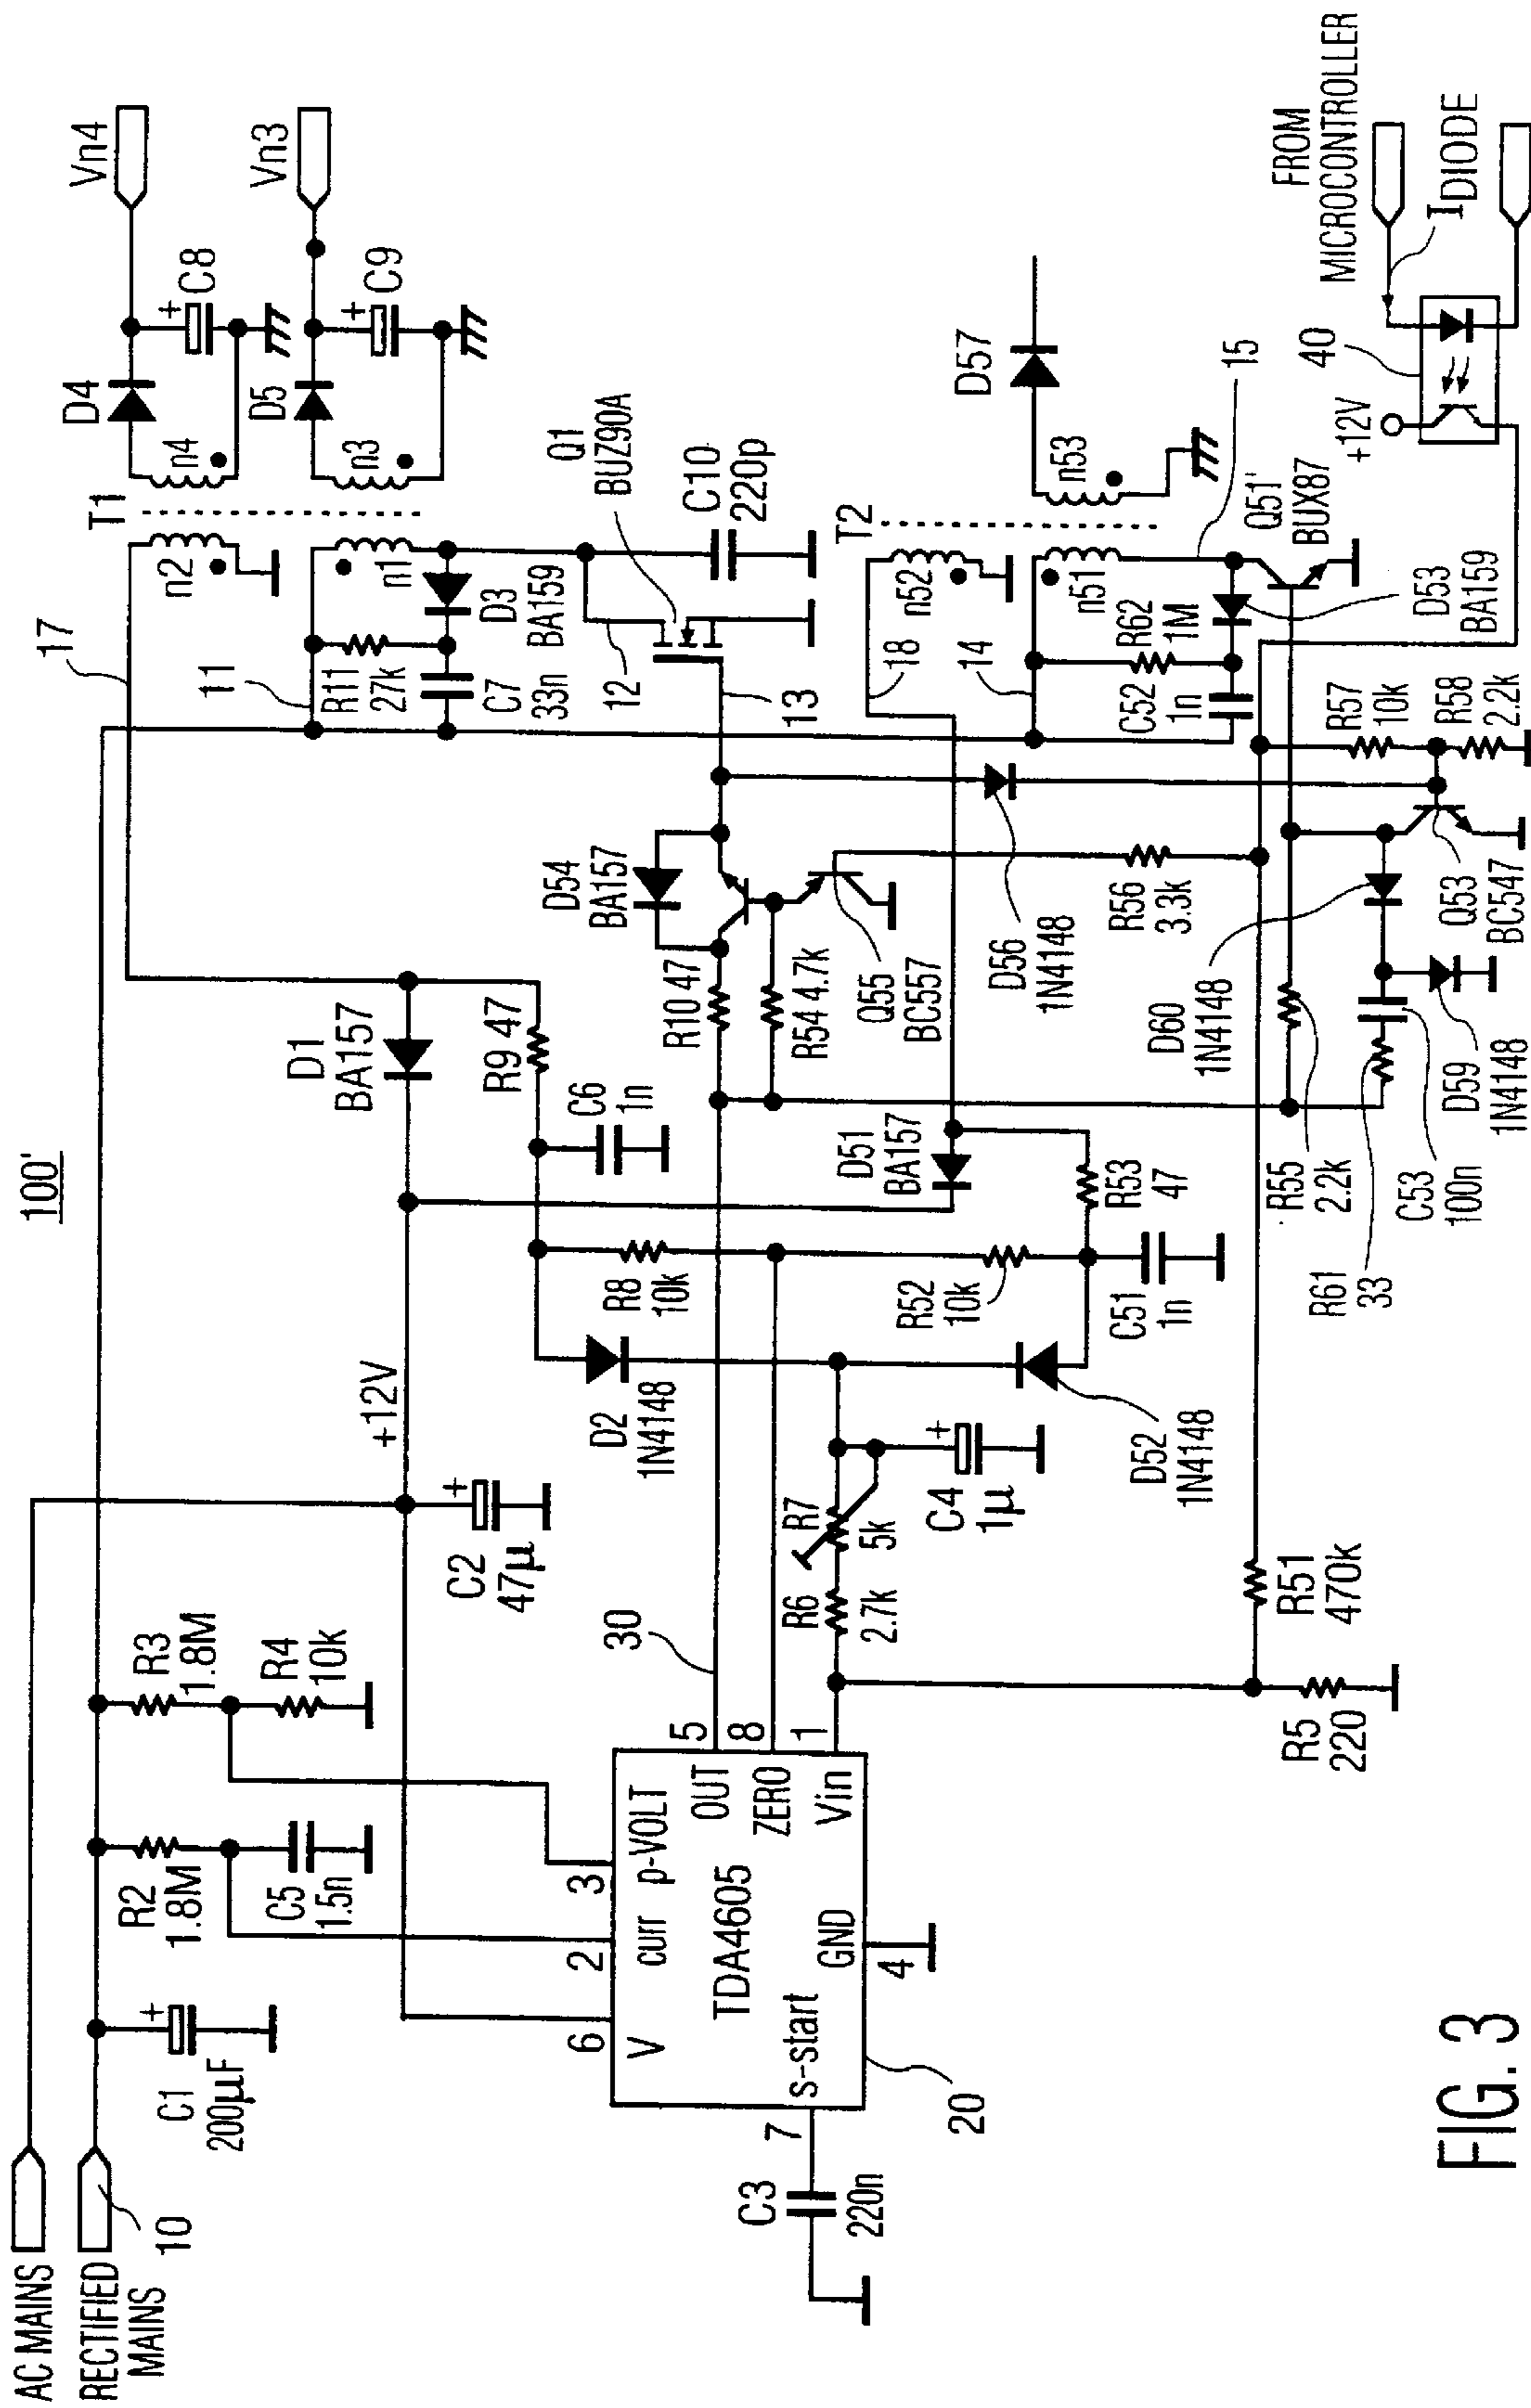 100'
AC MAINS
RECTIFIED
MAINS
10
C1
200µF
R2
1.8M
C5
1.5n
R3
1.8M
R4
10k
+12V
C2
47µ
D1
BA157
17
11
T1
n2
n4
D4
Vn4
+
C8
n3
D5
Vn3
+
C9
n1
R11
27k
C7
33n
D3
BA159
12
Q1
BUZ90A
C10
220p
13
R9 47
C6
1n
R8
10k
D2
1N4148
D54
BA157
R10 47
R54 4.7k
Q55
BC557
D56
1N4148
6
V
2
curr
3
p-VOLT
TDA4605
OUT
5
ZERO
8
Vin
1
s-start
7
GND
4
20
30
C3
220n
R6
2.7k
R7
5k
+
C4
1µ
R5
220
R51
470k
R52
10k
D52
1N4148
C51
1n
R53
47
D51
BA157
18
14
T2
n52
n51
n53
D57
R62
1M
C52
1n
15
Q51'
BUX87
D53
BA159
R56
3.3k
R57
10k
R58
2.2k
Q53
BC547
D60
1N4148
D59
1N4148
R55
2.2k
C53
100n
R61
33
40
+12V
FROM
MICROCONTROLLER
IDIODE
+
+
FIG. 3